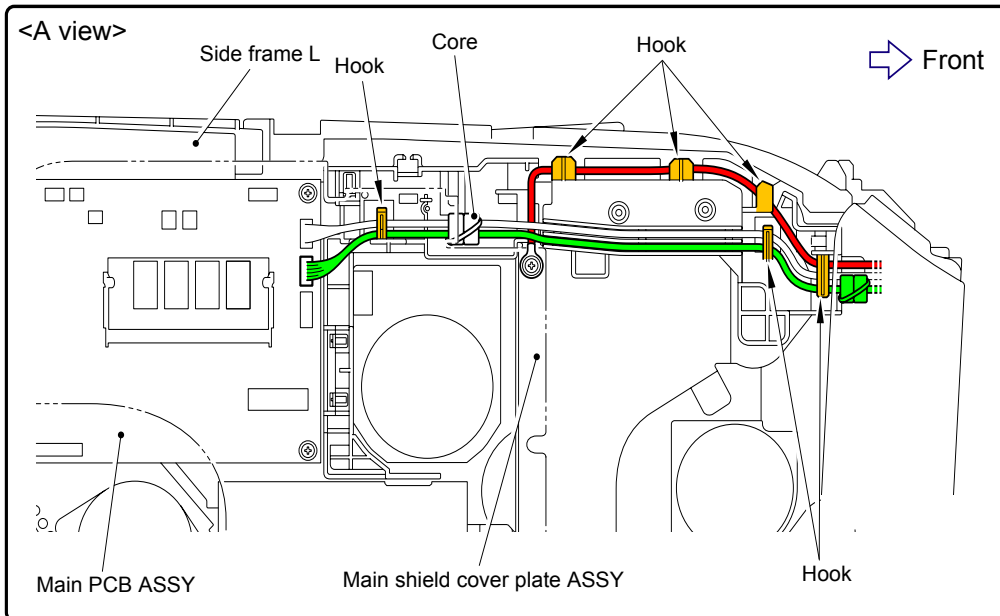 <A view>
Side frame L
Hook
Core
Hook
Front
Main PCB ASSY
Main shield cover plate ASSY
Hook